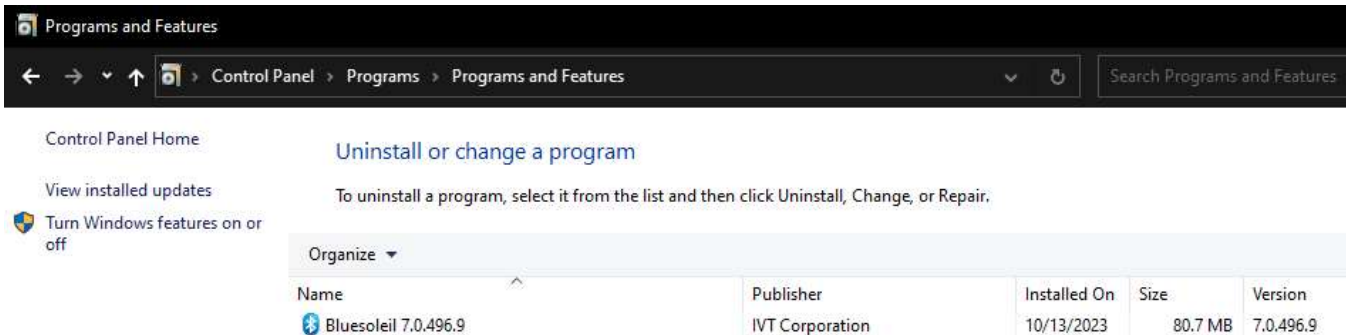 Programs and Features
Control Panel > Programs > Programs and Features
Search Programs and Features
Control Panel Home
Uninstall or change a program
View installed updates
To uninstall a program, select it from the list and then click Uninstall, Change, or Repair.
Turn Windows features on or
off
Organize
Name Publisher Installed On Size Version
Bluesoleil 7.0.496.9 IVT Corporation 10/13/2023 80.7 MB 7.0.496.9